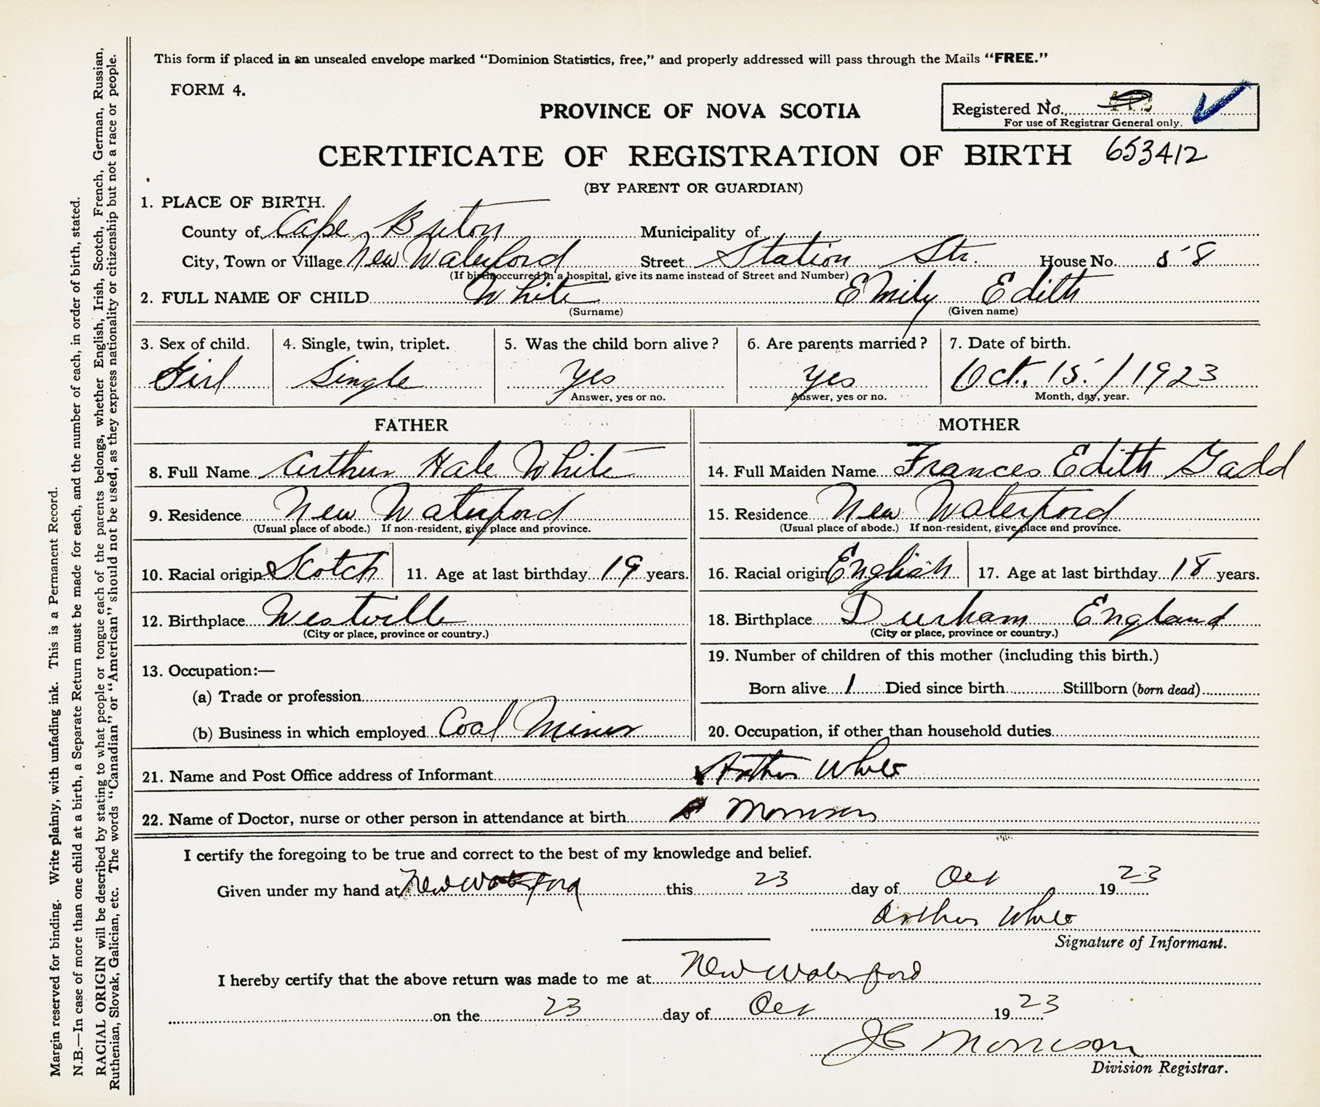 This form if placed in an unsealed envelope marked "Dominion Statistics, free," and properly addressed will pass through the Mails "FREE."
FORM 4.
PROVINCE OF NOVA SCOTIA
Registered No.
For use of Registrar General only.
CERTIFICATE OF REGISTRATION OF BIRTH 653412
(BY PARENT OR GUARDIAN)
1. PLACE OF BIRTH.
County of Cape Breton Municipality of
City, Town or Village New Waterford Street Station Str. House No. 58
(If birth occurred in a hospital, give its name instead of Street and Number)
2. FULL NAME OF CHILD White Emily Edith
(Surname) (Given name)
3. Sex of child. 4. Single, twin, triplet. 5. Was the child born alive? 6. Are parents married? 7. Date of birth.
Girl Single Yes Yes Oct. 15. / 1923
Answer, yes or no. Answer, yes or no. Month, day, year.
FATHER MOTHER
8. Full Name Arthur Hale White 14. Full Maiden Name Frances Edith Gadd
9. Residence New Waterford 15. Residence New Waterford
(Usual place of abode.) If non-resident, give place and province. (Usual place of abode.) If non-resident, give place and province.
10. Racial origin Scotch 11. Age at last birthday 19 years. 16. Racial origin English 17. Age at last birthday 18 years.
12. Birthplace Westville 18. Birthplace Durham England
(City or place, province or country.) (City or place, province or country.)
13. Occupation:—
19. Number of children of this mother (including this birth.)
(a) Trade or profession
Born alive 1 Died since birth Stillborn (born dead)
(b) Business in which employed Coal Miner 20. Occupation, if other than household duties
21. Name and Post Office address of Informant Arthur White
22. Name of Doctor, nurse or other person in attendance at birth Morrison
I certify the foregoing to be true and correct to the best of my knowledge and belief.
Given under my hand at New Waterford this 23 day of Oct 1923
Arthur White
Signature of Informant.
I hereby certify that the above return was made to me at New Waterford
on the 23 day of Oct 1923
JC Morrison
Division Registrar.
Margin reserved for binding. Write plainly, with unfading ink. This is a Permanent Record.
N.B.—In case of more than one child at a birth, a Separate Return must be made for each, and the number of each, in order of birth, stated.
RACIAL ORIGIN will be described by stating to what people or tongue each of the parents belongs, whether English, Irish, Scotch, French, German, Russian,
Ruthenian, Slovak, Galician, etc. The words "Canadian" or "American" should not be used, as they express nationality or citizenship but not a race or people.